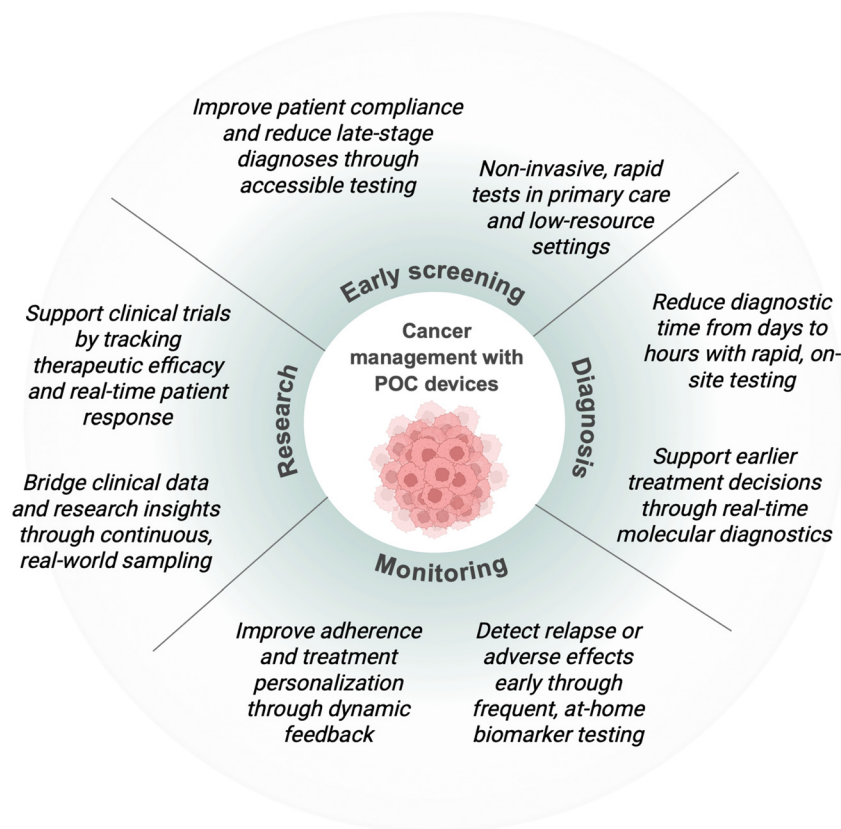 Improve patient compliance
and reduce late-stage
diagnoses through
accessible testing
Non-invasive, rapid
tests in primary care
and low-resource
settings
Early screening
Cancer
management with
POC devices
Diagnosis
Reduce diagnostic
time from days to
hours with rapid, on-
site testing
Support earlier
treatment decisions
through real-time
molecular diagnostics
Monitoring
Detect relapse or
adverse effects
early through
frequent, at-home
biomarker testing
Improve adherence
and treatment
personalization
through dynamic
feedback
Research
Support clinical trials
by tracking
therapeutic efficacy
and real-time patient
response
Bridge clinical data
and research insights
through continuous,
real-world sampling